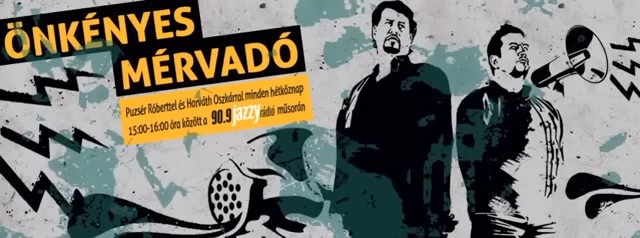 ÖNKÉNYES
MÉRVADÓ
Puzsér Róberttel és Horváth Oszkárral minden hétköznap
15:00-16:00 óra között a 90.9 jazzy rádió műsorán